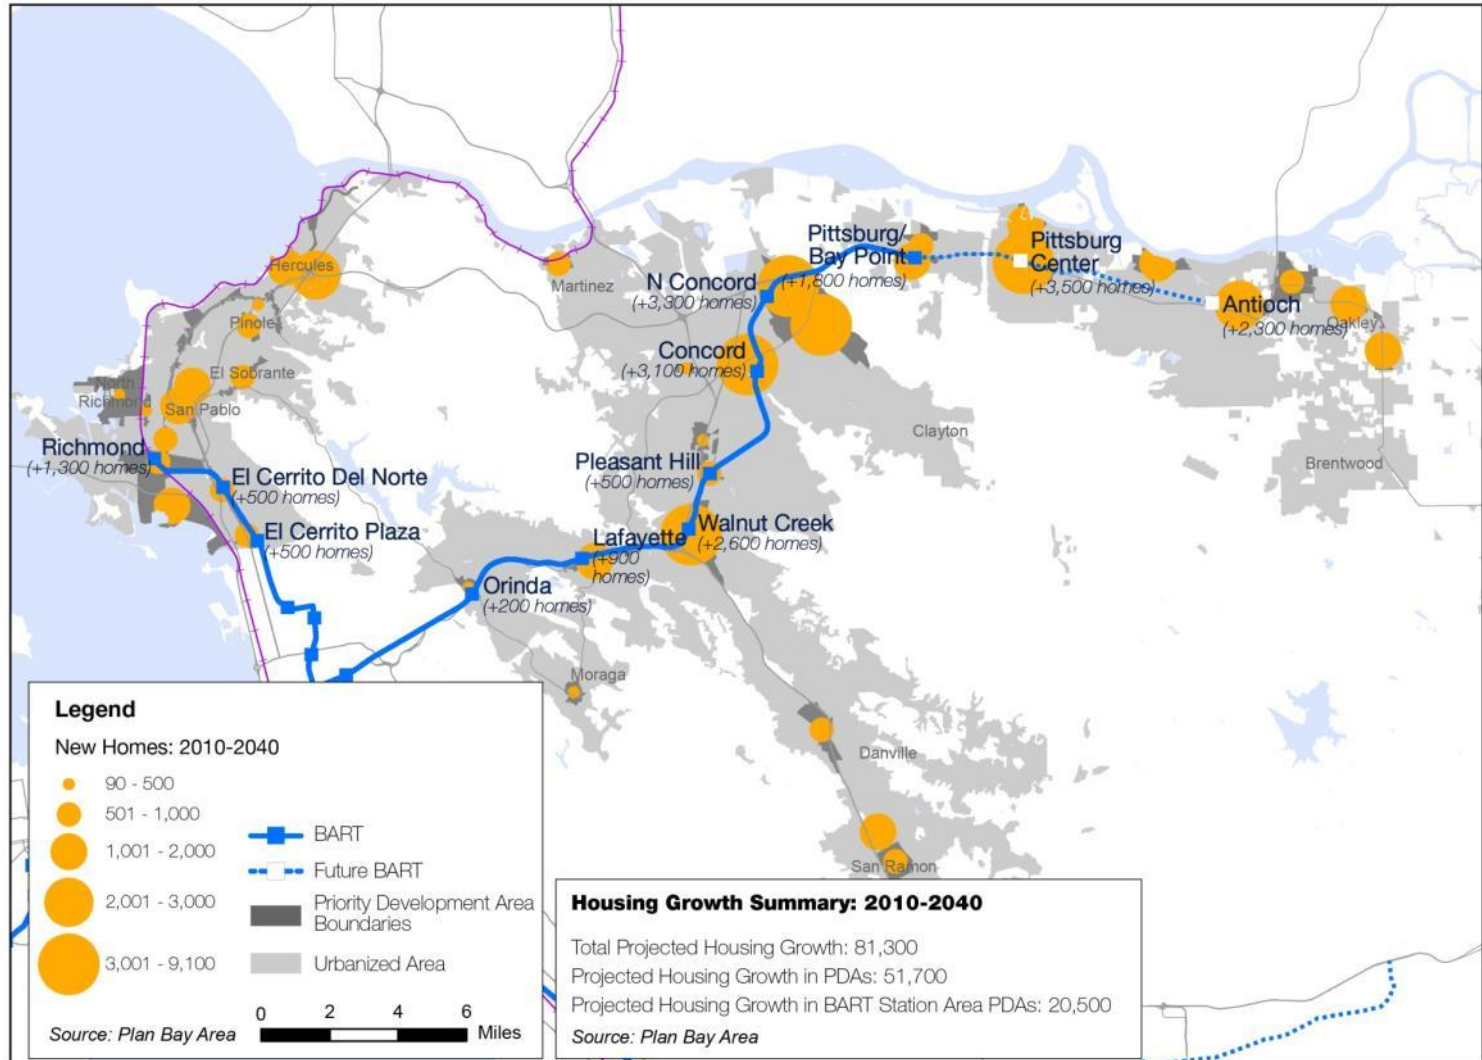 Hercules
Pinole
El Sobrante
North
Richmond
San Pablo
Richmond
(+1,300 homes)
El Cerrito Del Norte
(+500 homes)
El Cerrito Plaza
(+500 homes)
Martinez
Pittsburg/
Bay Point
(+1,800 homes)
N Concord
(+3,300 homes)
Concord
(+3,100 homes)
Pittsburg
Center
(+3,500 homes)
Antioch
(+2,300 homes)
Oakley
Clayton
Brentwood
Pleasant Hill
(+500 homes)
Walnut Creek
(+2,600 homes)
Lafayette
(+900
homes)
Orinda
(+200 homes)
Moraga
Danville
San Ramon
Legend
New Homes: 2010-2040
90 - 500
501 - 1,000
1,001 - 2,000
2,001 - 3,000
3,001 - 9,100
BART
Future BART
Priority Development Area
Boundaries
Urbanized Area
0 2 4 6
Miles
Source: Plan Bay Area
Housing Growth Summary: 2010-2040
Total Projected Housing Growth: 81,300
Projected Housing Growth in PDAs: 51,700
Projected Housing Growth in BART Station Area PDAs: 20,500
Source: Plan Bay Area